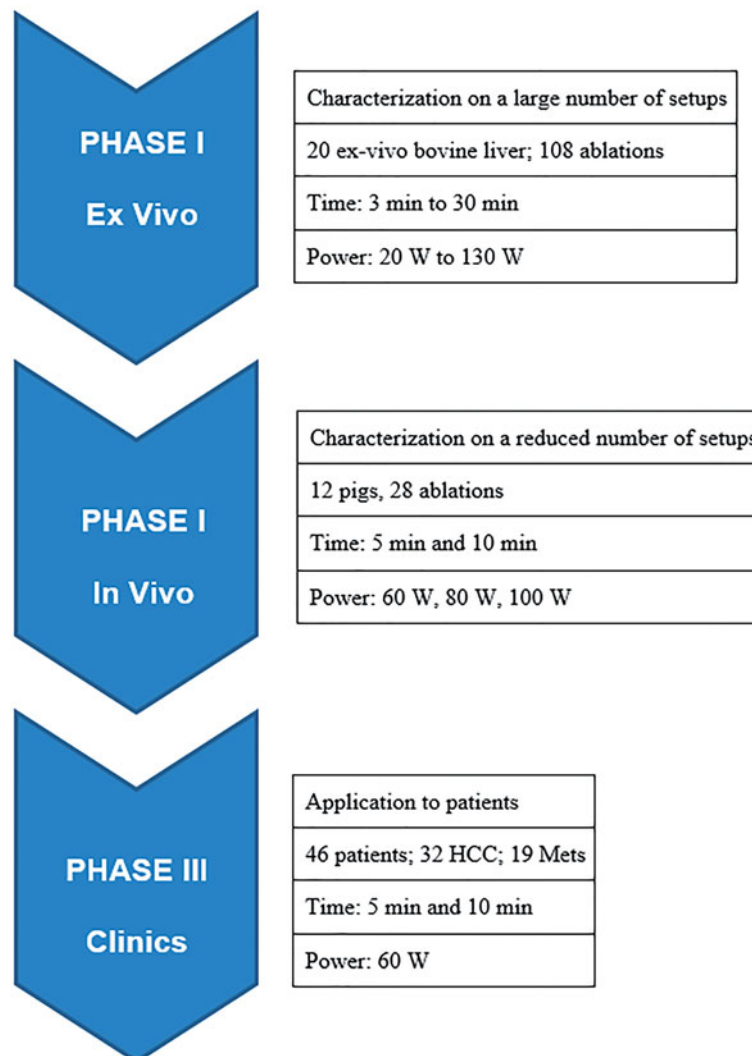 PHASE I
Ex Vivo
Characterization on a large number of setups
20 ex-vivo bovine liver; 108 ablations
Time: 3 min to 30 min
Power: 20 W to 130 W
PHASE I
In Vivo
Characterization on a reduced number of setups
12 pigs, 28 ablations
Time: 5 min and 10 min
Power: 60 W, 80 W, 100 W
PHASE III
Clinics
Application to patients
46 patients; 32 HCC; 19 Mets
Time: 5 min and 10 min
Power: 60 W